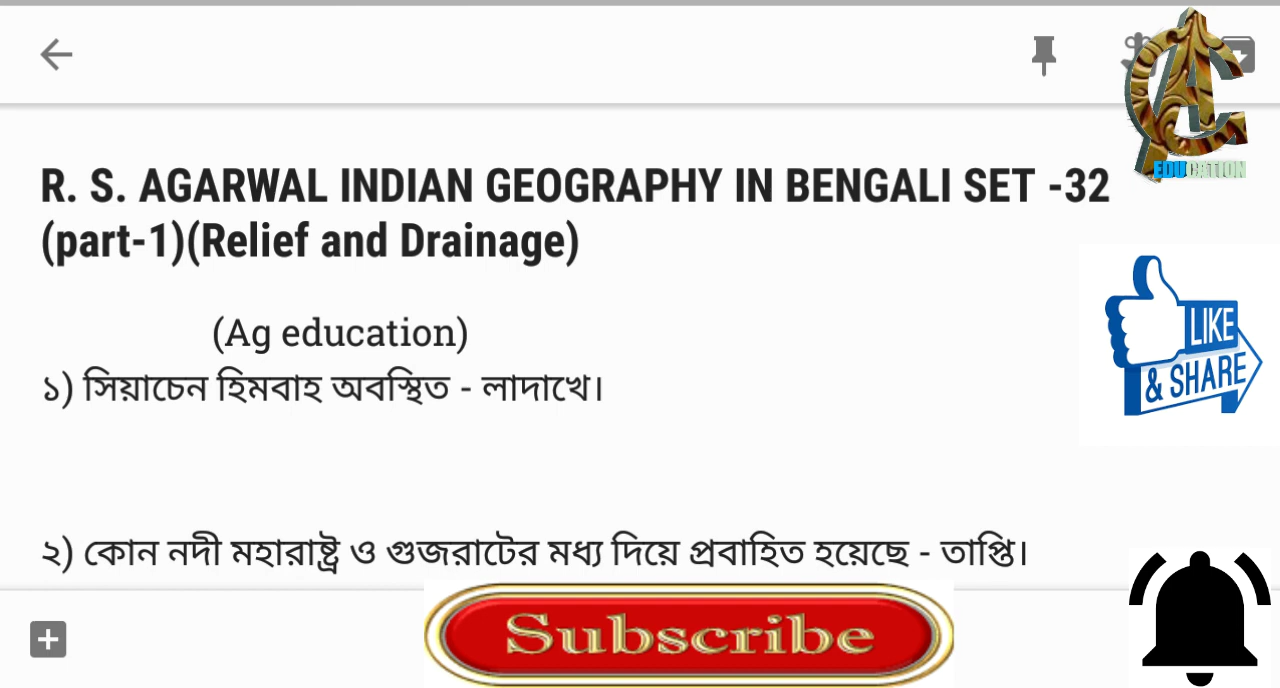 R. S. AGARWAL INDIAN GEOGRAPHY IN BENGALI SET -32
(part-1)(Relief and Drainage)
(Ag education)
১) সিয়াচেন হিমবাহ অবস্থিত - লাদাখে।
২) কোন নদী মহারাষ্ট্র ও গুজরাটের মধ্য দিয়ে প্রবাহিত হয়েছে - তাপ্তি।
EDUCATION
LIKE
& SHARE
Subscribe